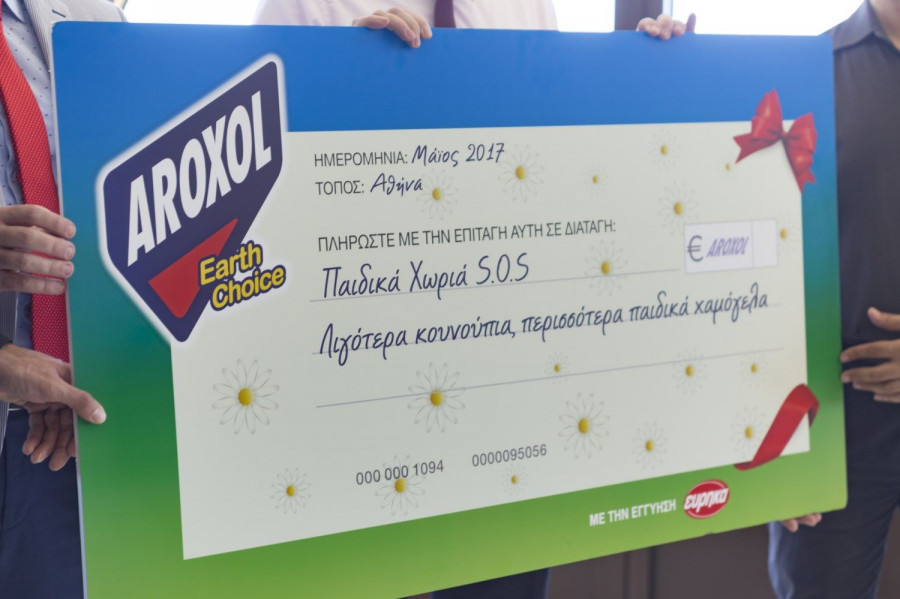 AROXOL
Earth
Choice
ΗΜΕΡΟΜΗΝΙΑ: Μάϊος 2017
ΤΟΠΟΣ: Αθήνα
ΠΛΗΡΩΣΤΕ ΜΕ ΤΗΝ ΕΠΙΤΑΓΗ ΑΥΤΗ ΣΕ ΔΙΑΤΑΓΗ:
€ AROXOL
Παιδικά Χωριά S.O.S
Λιγότερα κουνούπια, περισσότερα παιδικά χαμόγελα
000 000 1094 0000095056
ΜΕ ΤΗΝ ΕΓΓΥΗΣΗ ευρηκα